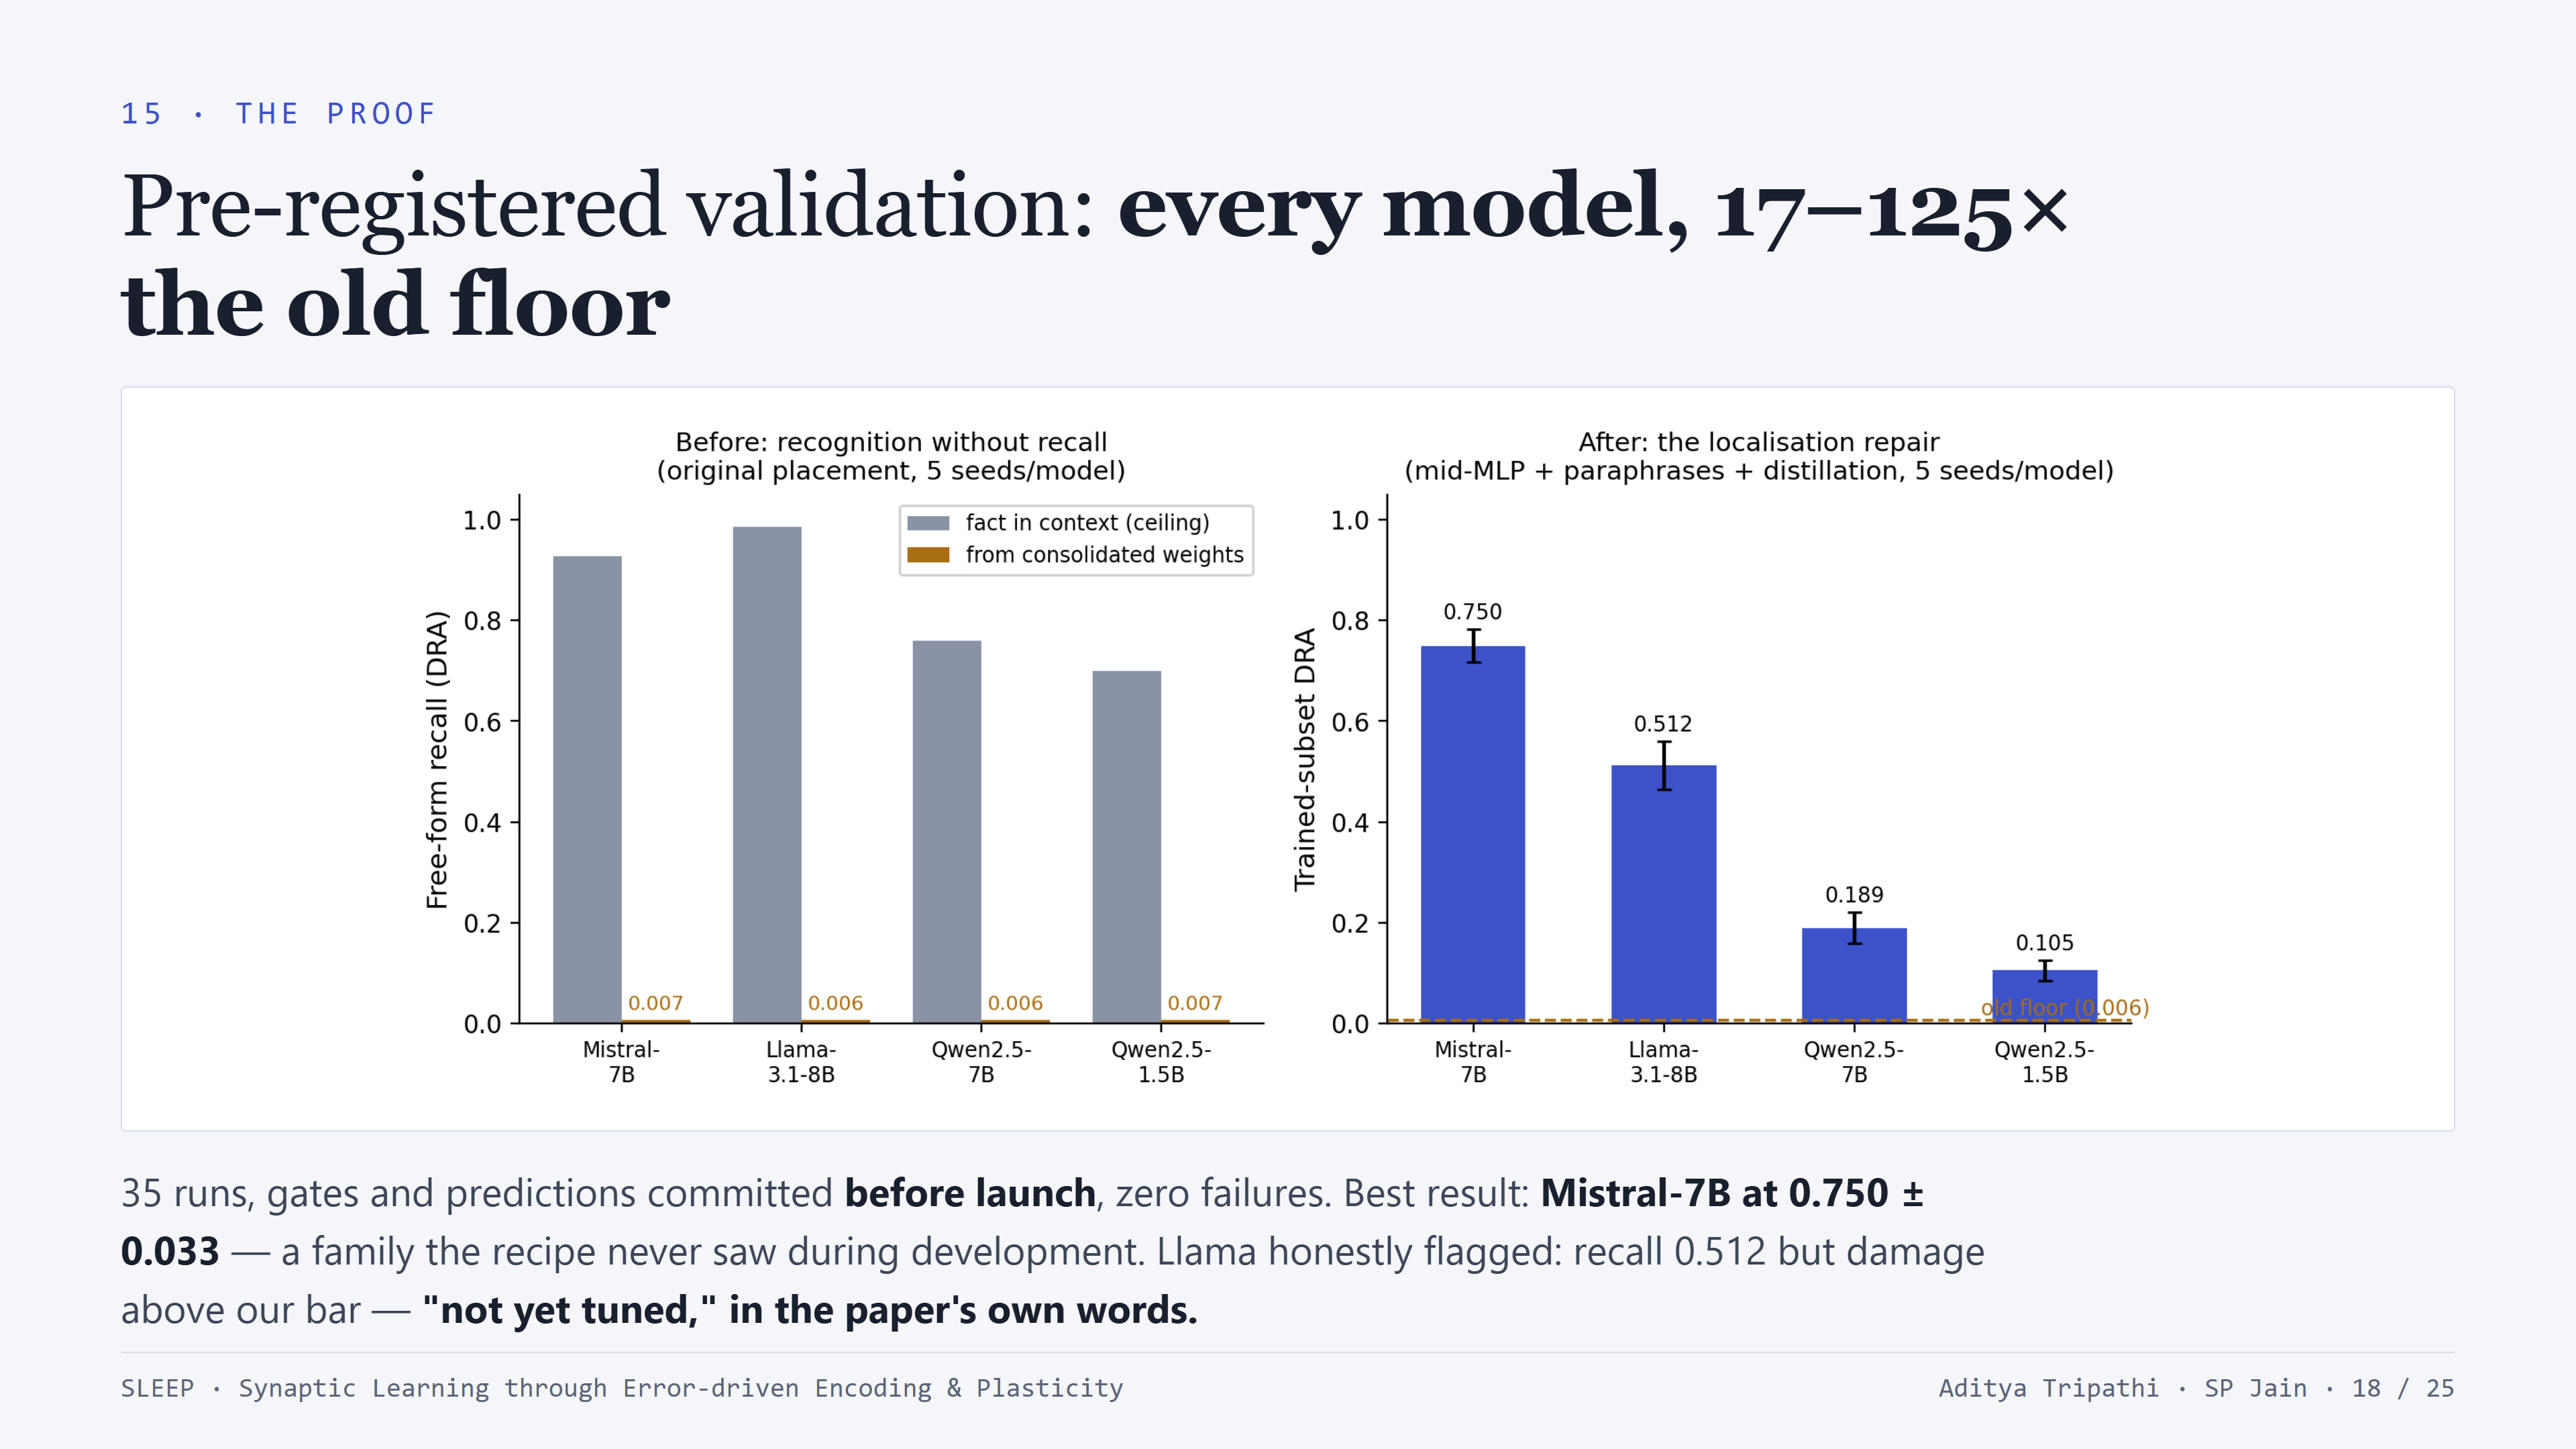 15 · THE PROOF
Pre-registered validation: every model, 17–125×
the old floor
Before: recognition without recall
(original placement, 5 seeds/model)
Free-form recall (DRA)
1.0
0.8
0.6
0.4
0.2
0.0
fact in context (ceiling)
from consolidated weights
0.007
0.006
0.006
0.007
Mistral-
7B
Llama-
3.1-8B
Qwen2.5-
7B
Qwen2.5-
1.5B
After: the localisation repair
(mid-MLP + paraphrases + distillation, 5 seeds/model)
Trained-subset DRA
1.0
0.8
0.6
0.4
0.2
0.0
0.750
0.512
0.189
0.105
old floor (0.006)
Mistral-
7B
Llama-
3.1-8B
Qwen2.5-
7B
Qwen2.5-
1.5B
35 runs, gates and predictions committed before launch, zero failures. Best result: Mistral-7B at 0.750 ±
0.033 — a family the recipe never saw during development. Llama honestly flagged: recall 0.512 but damage
above our bar — "not yet tuned," in the paper's own words.
SLEEP · Synaptic Learning through Error-driven Encoding & Plasticity
Aditya Tripathi · SP Jain · 18 / 25